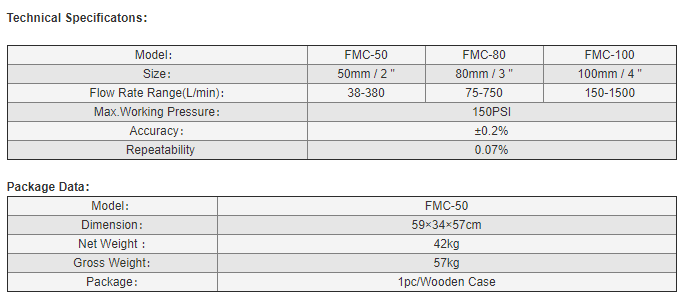 Technical Specificatons：
Model： FMC-50 FMC-80 FMC-100
Size： 50mm / 2 " 80mm / 3 " 100mm / 4 "
Flow Rate Range(L/min)： 38-380 75-750 150-1500
Max.Working Pressure： 150PSI
Accuracy： ±0.2%
Repeatability 0.07%
Package Data：
Model： FMC-50
Dimension： 59×34×57cm
Net Weight ： 42kg
Gross Weight： 57kg
Package： 1pc/Wooden Case